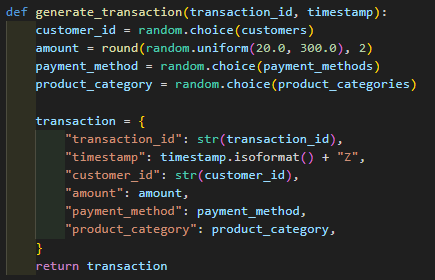 def generate_transaction(transaction_id, timestamp):
    customer_id = random.choice(customers)
    amount = round(random.uniform(20.0, 300.0), 2)
    payment_method = random.choice(payment_methods)
    product_category = random.choice(product_categories)

    transaction = {
        "transaction_id": str(transaction_id),
        "timestamp": timestamp.isoformat() + "Z",
        "customer_id": str(customer_id),
        "amount": amount,
        "payment_method": payment_method,
        "product_category": product_category,
    }
    return transaction